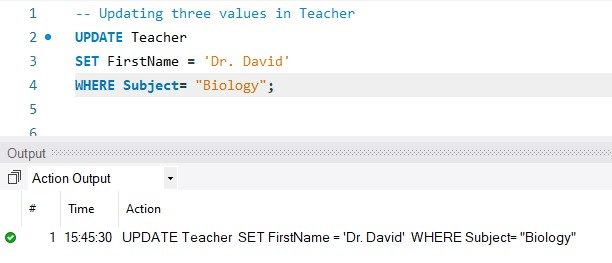 1 -- Updating three values in Teacher
2 UPDATE Teacher
3 SET FirstName = 'Dr. David'
4 WHERE Subject= "Biology";
5
6
Output
Action Output
# Time Action
1 15:45:30 UPDATE Teacher SET FirstName = 'Dr. David' WHERE Subject= "Biology"